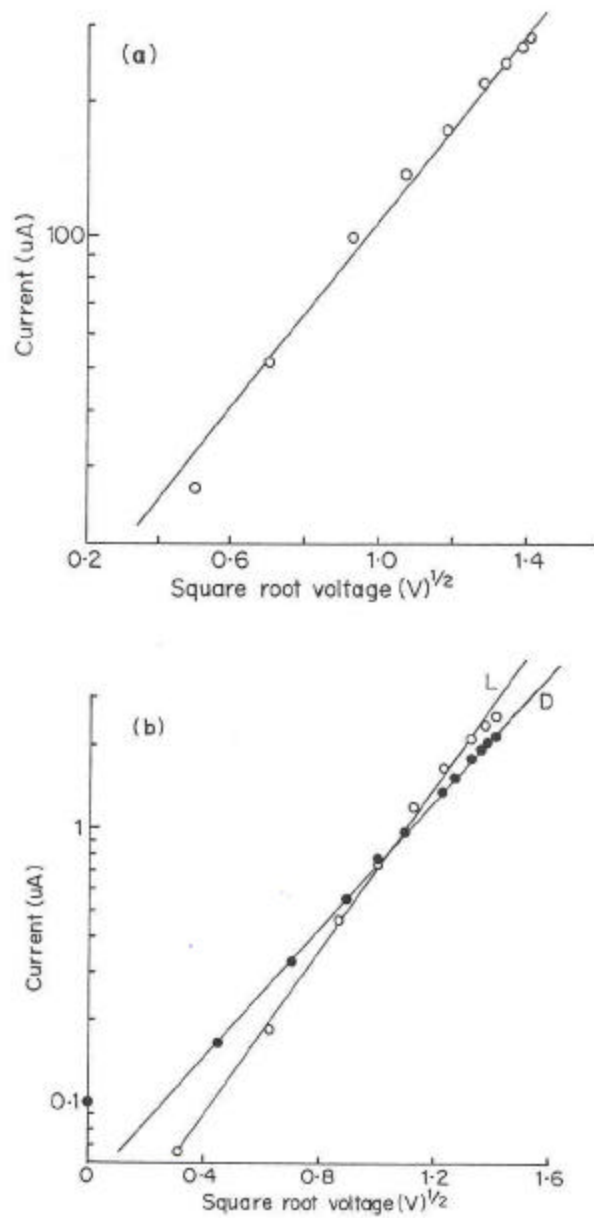 (a)
100
Current (uA)
0·2
0·6
1·0
1·4
Square root voltage (V)^1/2
L
D
(b)
1
Current (uA)
0·1
0
0·4
0·8
1·2
1·6
Square root voltage (V)^1/2